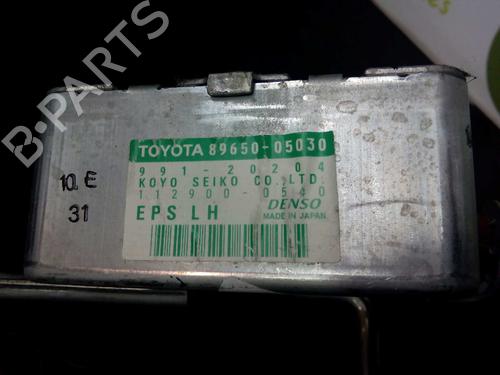 B-PARTS
TOYOTA 89650-05030
991-20204
KOYO SEIKO CO.,LTD.
112900-0540
EPS LH
DENSO
MADE IN JAPAN
10.E
31